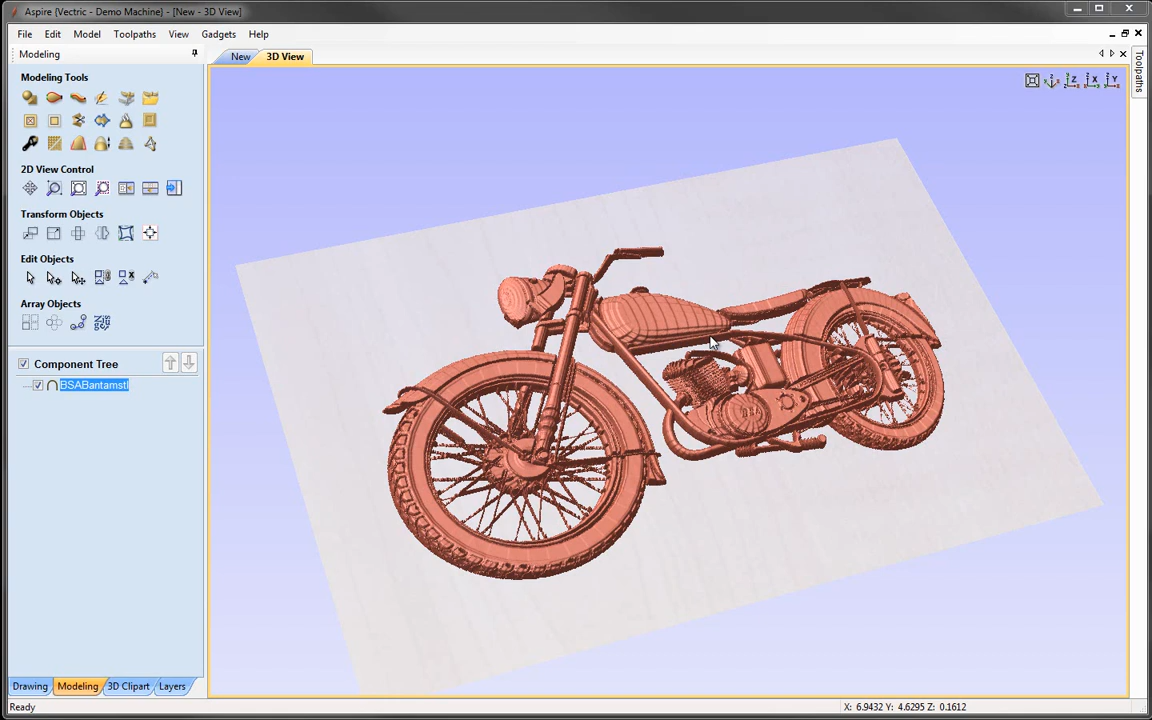 Aspire {Vectric - Demo Machine} - [New - 3D View]
File Edit Model Toolpaths View Gadgets Help
Modeling
New 3D View
Toolpaths
Modeling Tools
2D View Control
Transform Objects
Edit Objects
Array Objects
Component Tree
BSABantamstl
BSA
Drawing Modeling 3D Clipart Layers
Ready
X: 6.9432 Y: 4.6295 Z: 0.1612